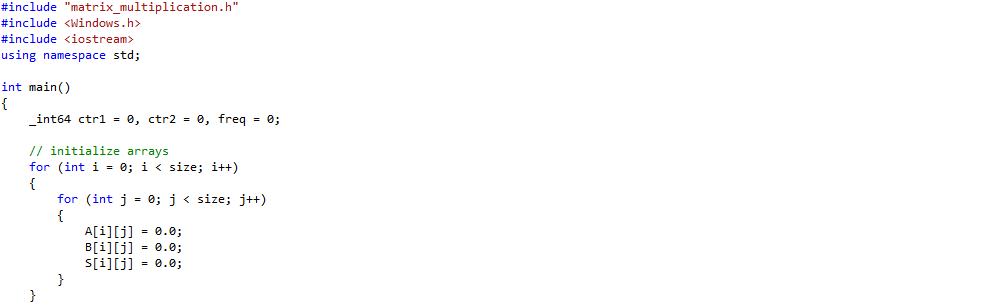 #include "matrix_multiplication.h"
#include <Windows.h>
#include <iostream>
using namespace std;

int main()
{
    _int64 ctr1 = 0, ctr2 = 0, freq = 0;

    // initialize arrays
    for (int i = 0; i < size; i++)
    {
        for (int j = 0; j < size; j++)
        {
            A[i][j] = 0.0;
            B[i][j] = 0.0;
            S[i][j] = 0.0;
        }
    }